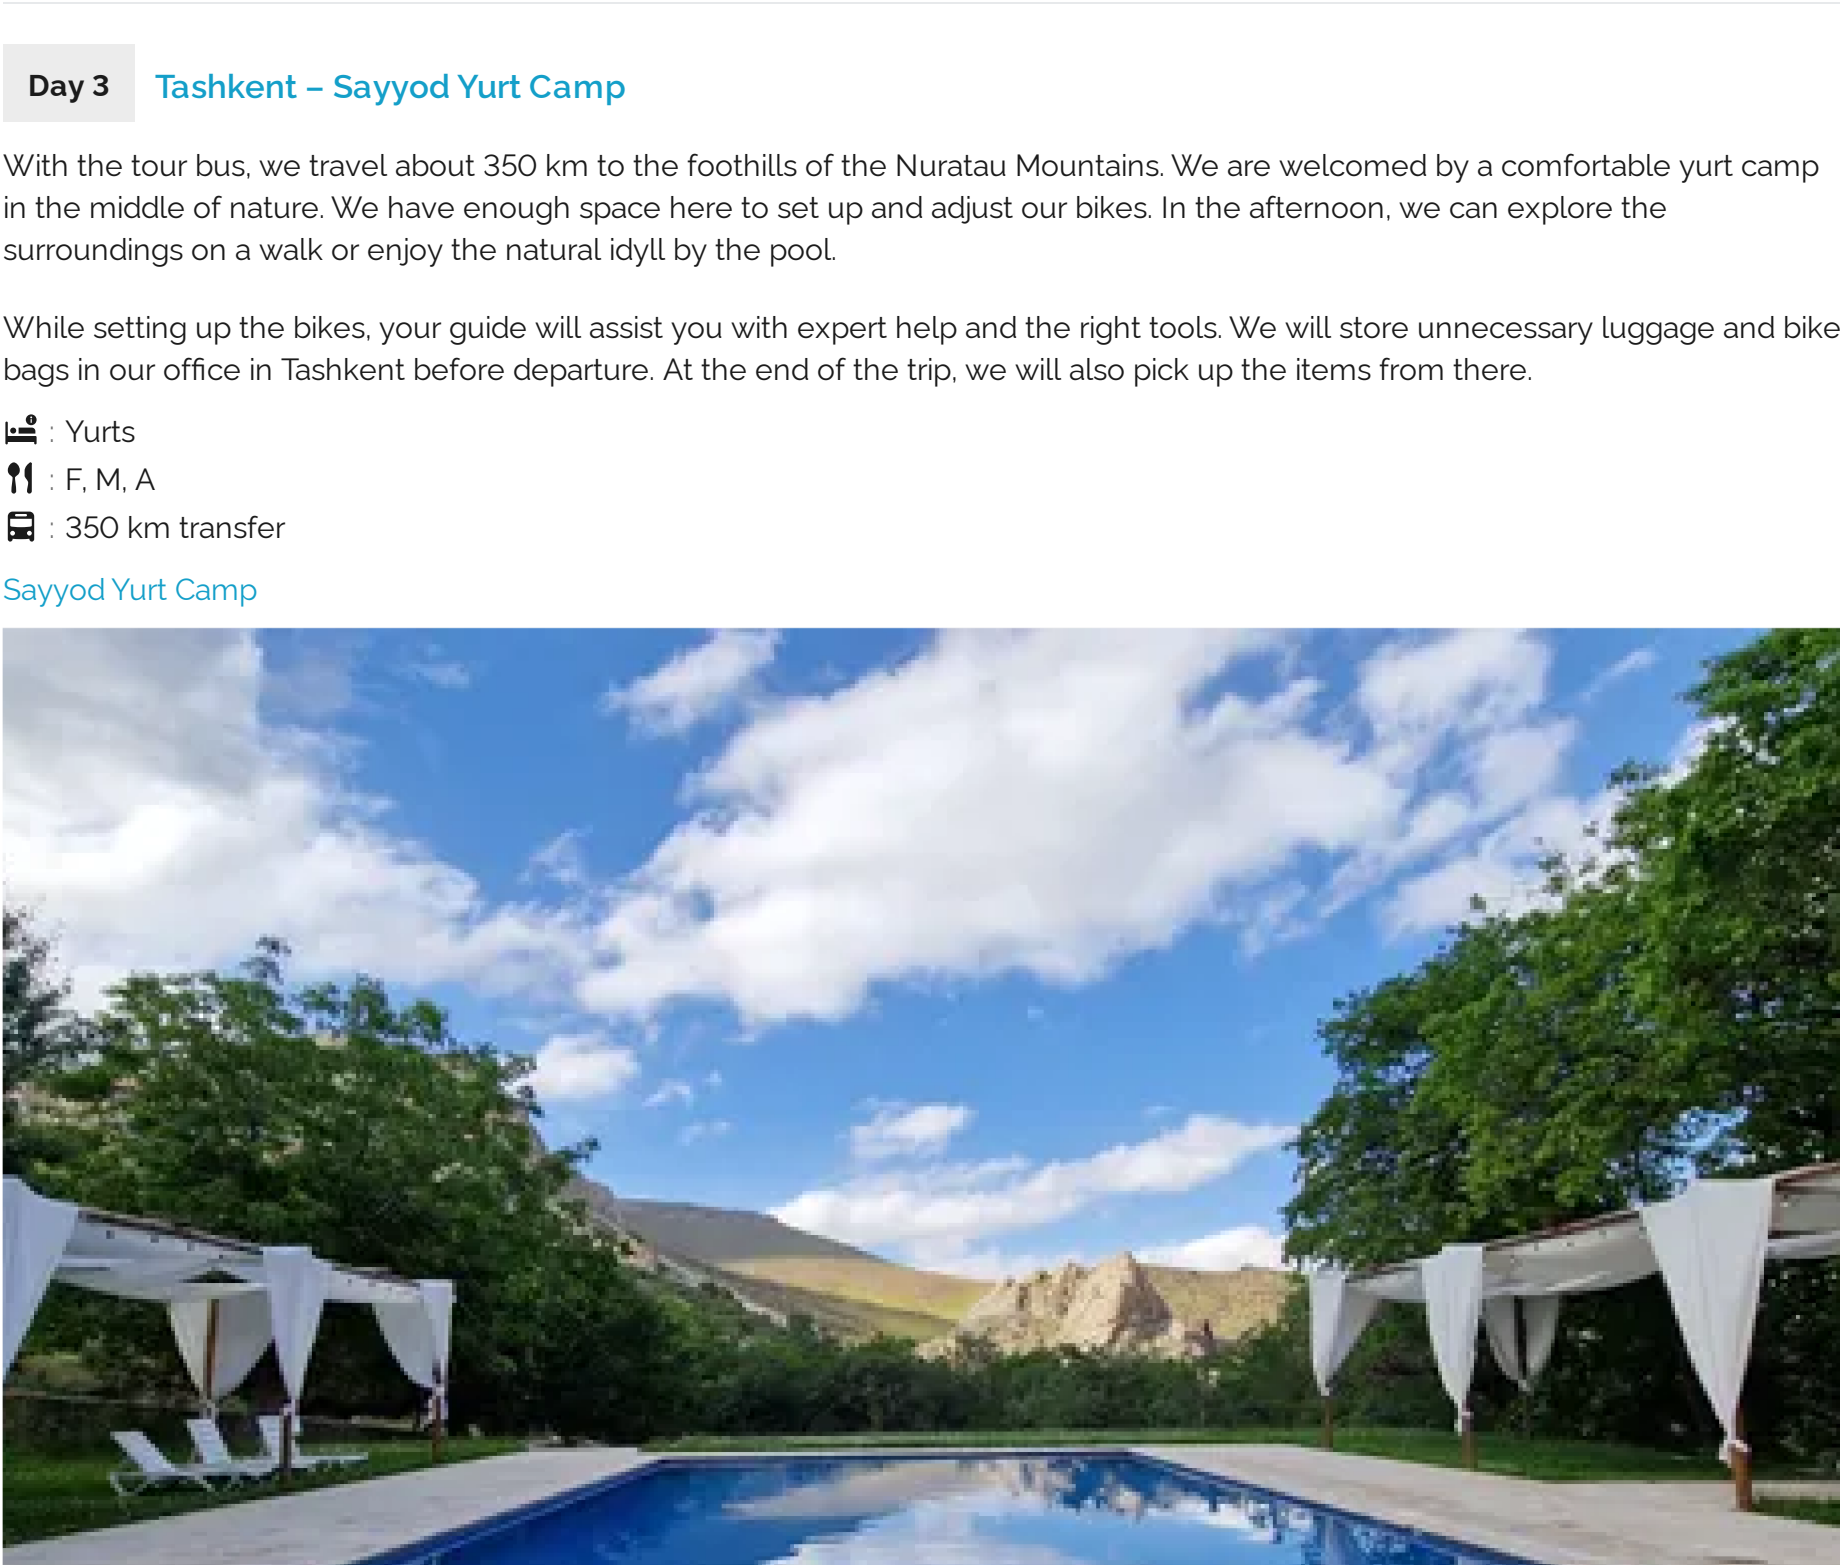 Day 3
Tashkent – Sayyod Yurt Camp
With the tour bus, we travel about 350 km to the foothills of the Nuratau Mountains. We are welcomed by a comfortable yurt camp
in the middle of nature. We have enough space here to set up and adjust our bikes. In the afternoon, we can explore the
surroundings on a walk or enjoy the natural idyll by the pool.
While setting up the bikes, your guide will assist you with expert help and the right tools. We will store unnecessary luggage and bike
bags in our office in Tashkent before departure. At the end of the trip, we will also pick up the items from there.
: Yurts
: F, M, A
: 350 km transfer
Sayyod Yurt Camp